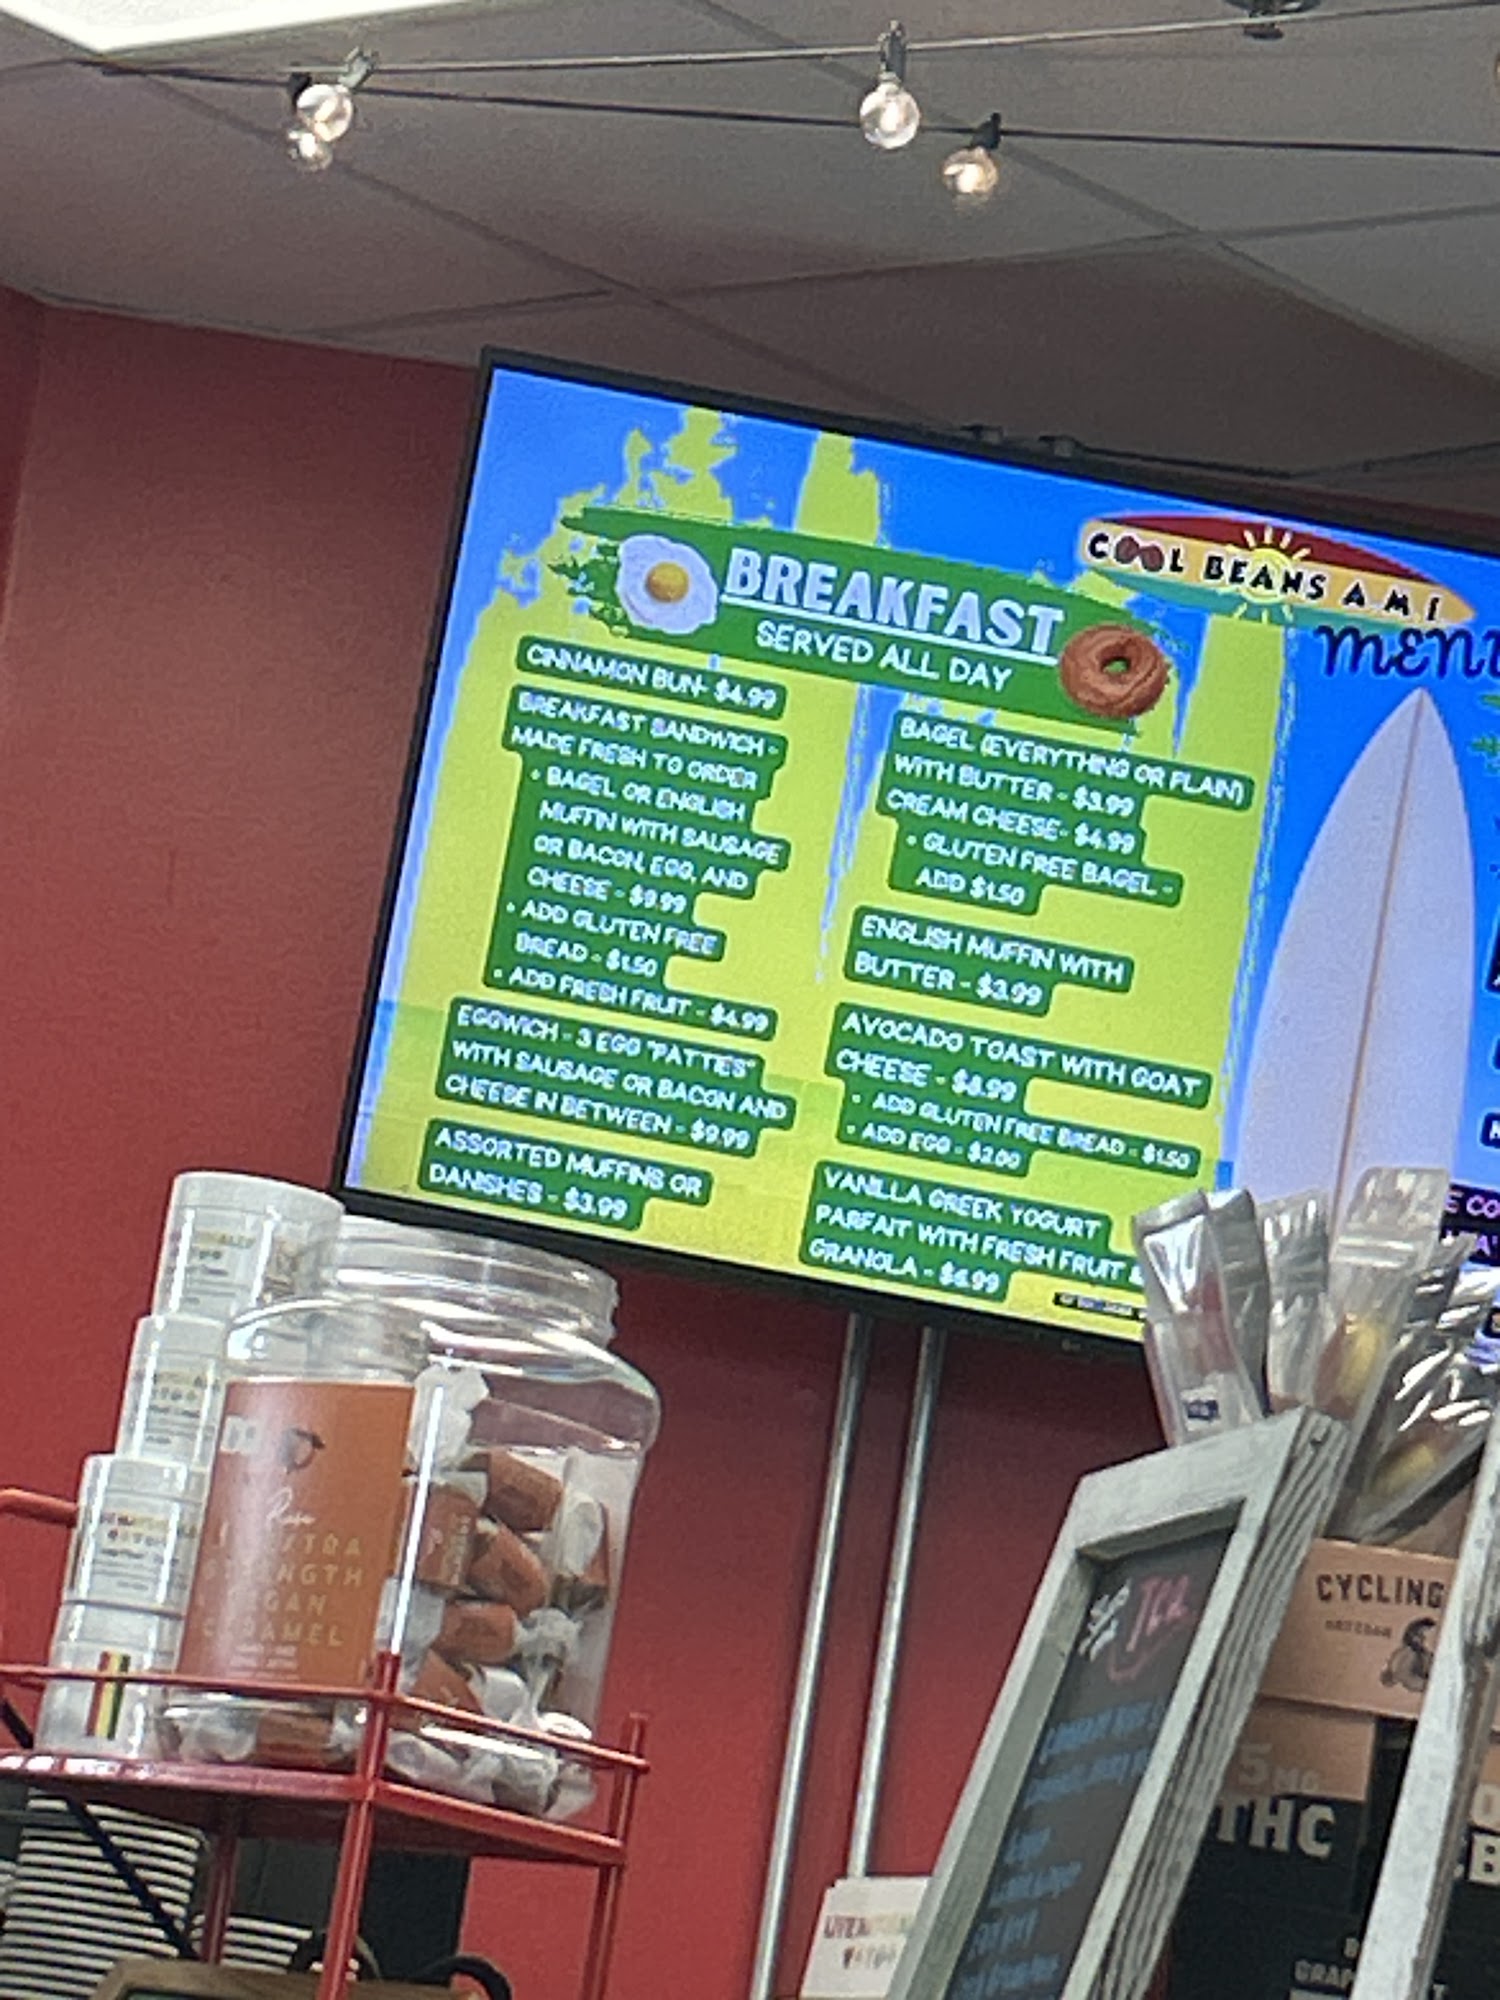 BREAKFAST
SERVED ALL DAY
CINNAMON BUN- $4.99
BREAKFAST SANDWICH -
MADE FRESH TO ORDER
• BAGEL OR ENGLISH
MUFFIN WITH SAUSAGE
OR BACON, EGG, AND
CHEESE - $9.99
• ADD GLUTEN FREE
BREAD - $1.50
• ADD FRESH FRUIT - $4.99
EGGWICH - 3 EGG "PATTIES"
WITH SAUSAGE OR BACON AND
CHEESE IN BETWEEN - $9.99
ASSORTED MUFFINS OR
DANISHES - $3.99
BAGEL (EVERYTHING OR PLAIN)
WITH BUTTER - $3.99
CREAM CHEESE- $4.99
• GLUTEN FREE BAGEL -
ADD $1.50
ENGLISH MUFFIN WITH
BUTTER - $3.99
AVOCADO TOAST WITH GOAT
CHEESE - $8.99
• ADD GLUTEN FREE BREAD - $1.50
• ADD EGG - $2.00
VANILLA GREEK YOGURT
PARFAIT WITH FRESH FRUIT &
GRANOLA - $6.99
COOL BEANS AMI
MENU
EXTRA
STRENGTH
VEGAN
CARAMEL
CYCLING
5MG
THC